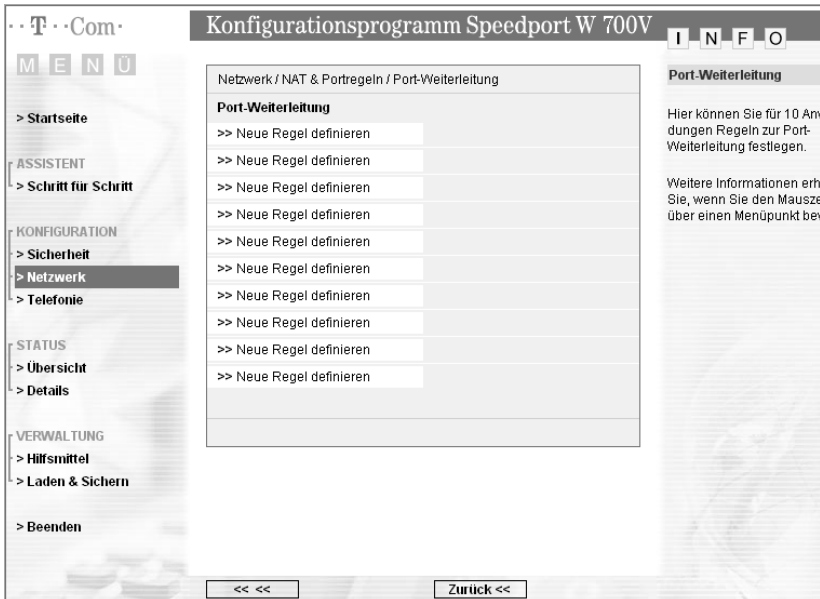 ··T··Com·
Konfigurationsprogramm Speedport W 700V
INFO
MENÜ
> Startseite
ASSISTENT
> Schritt für Schritt
KONFIGURATION
> Sicherheit
> Netzwerk
> Telefonie
STATUS
> Übersicht
> Details
VERWALTUNG
> Hilfsmittel
> Laden & Sichern
> Beenden
Netzwerk / NAT & Portregeln / Port-Weiterleitung
Port-Weiterleitung
>> Neue Regel definieren
>> Neue Regel definieren
>> Neue Regel definieren
>> Neue Regel definieren
>> Neue Regel definieren
>> Neue Regel definieren
>> Neue Regel definieren
>> Neue Regel definieren
>> Neue Regel definieren
>> Neue Regel definieren
<< <<
Zurück <<
Port-Weiterleitung
Hier können Sie für 10 Anw
dungen Regeln zur Port-
Weiterleitung festlegen.
Weitere Informationen erh
Sie, wenn Sie den Mausze
über einen Menüpunkt bev